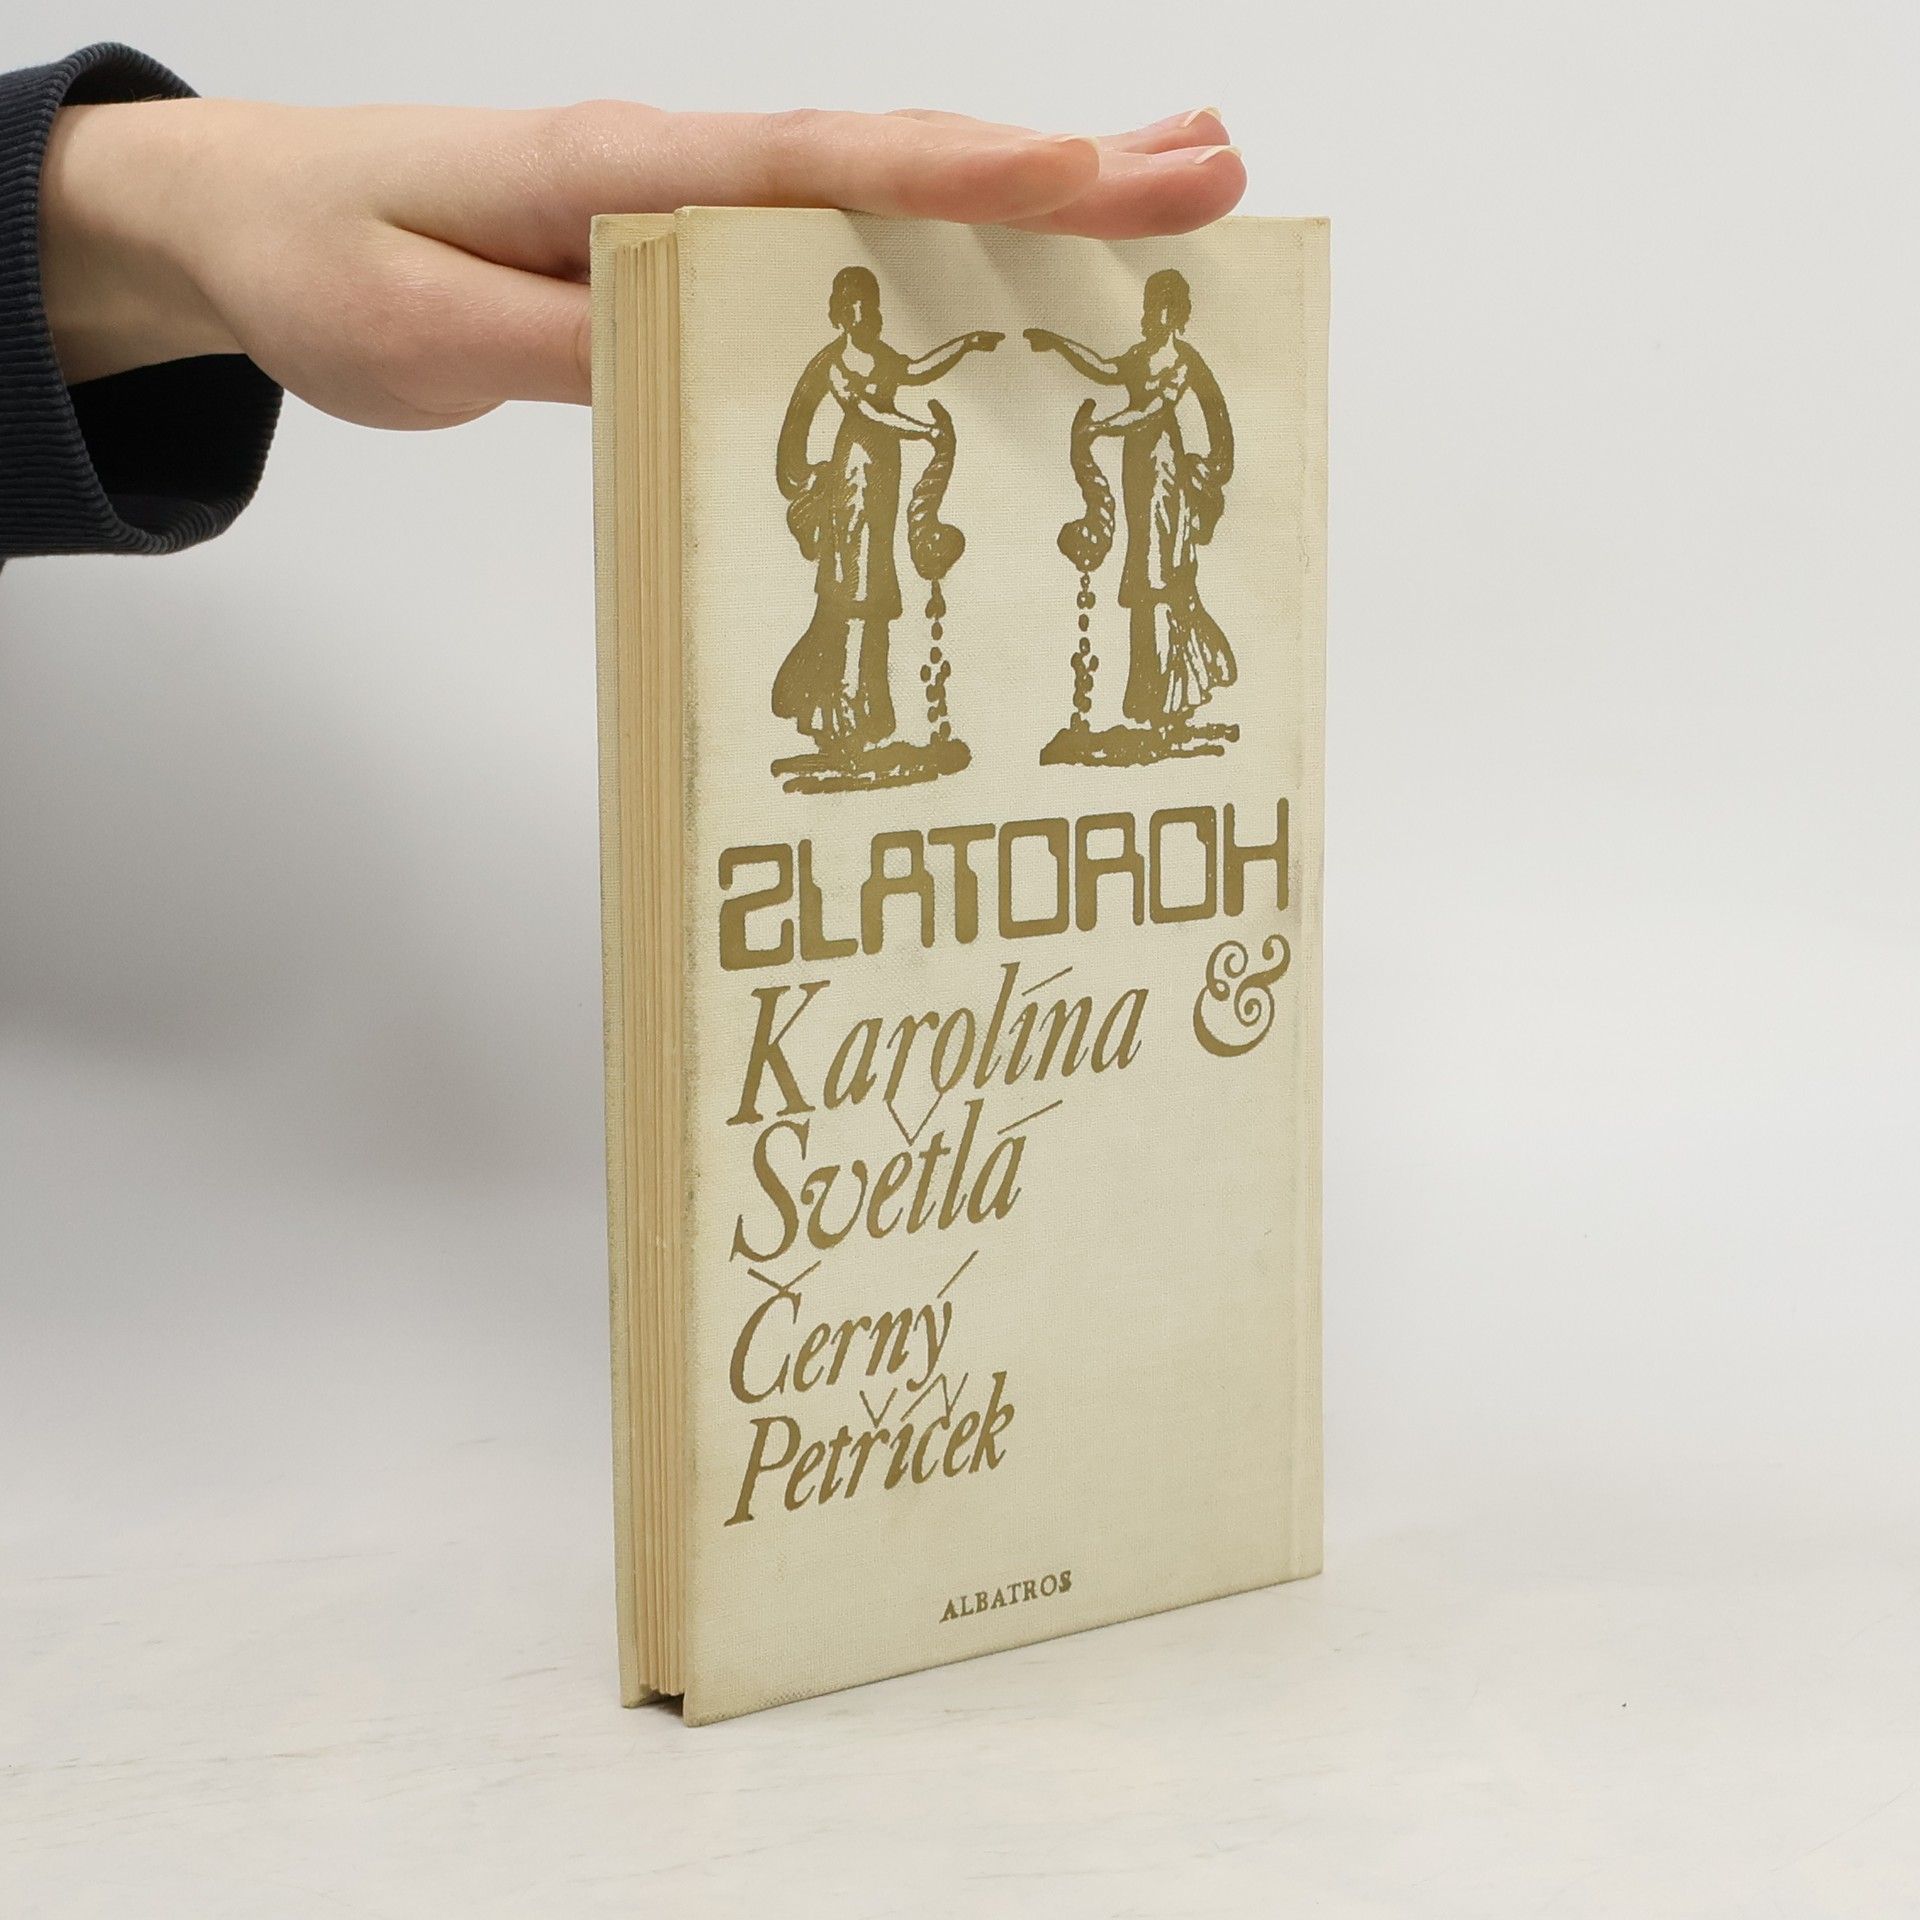 ZLATOROH
Karolína &
Světlá
Černý
Petříček
ALBATROS